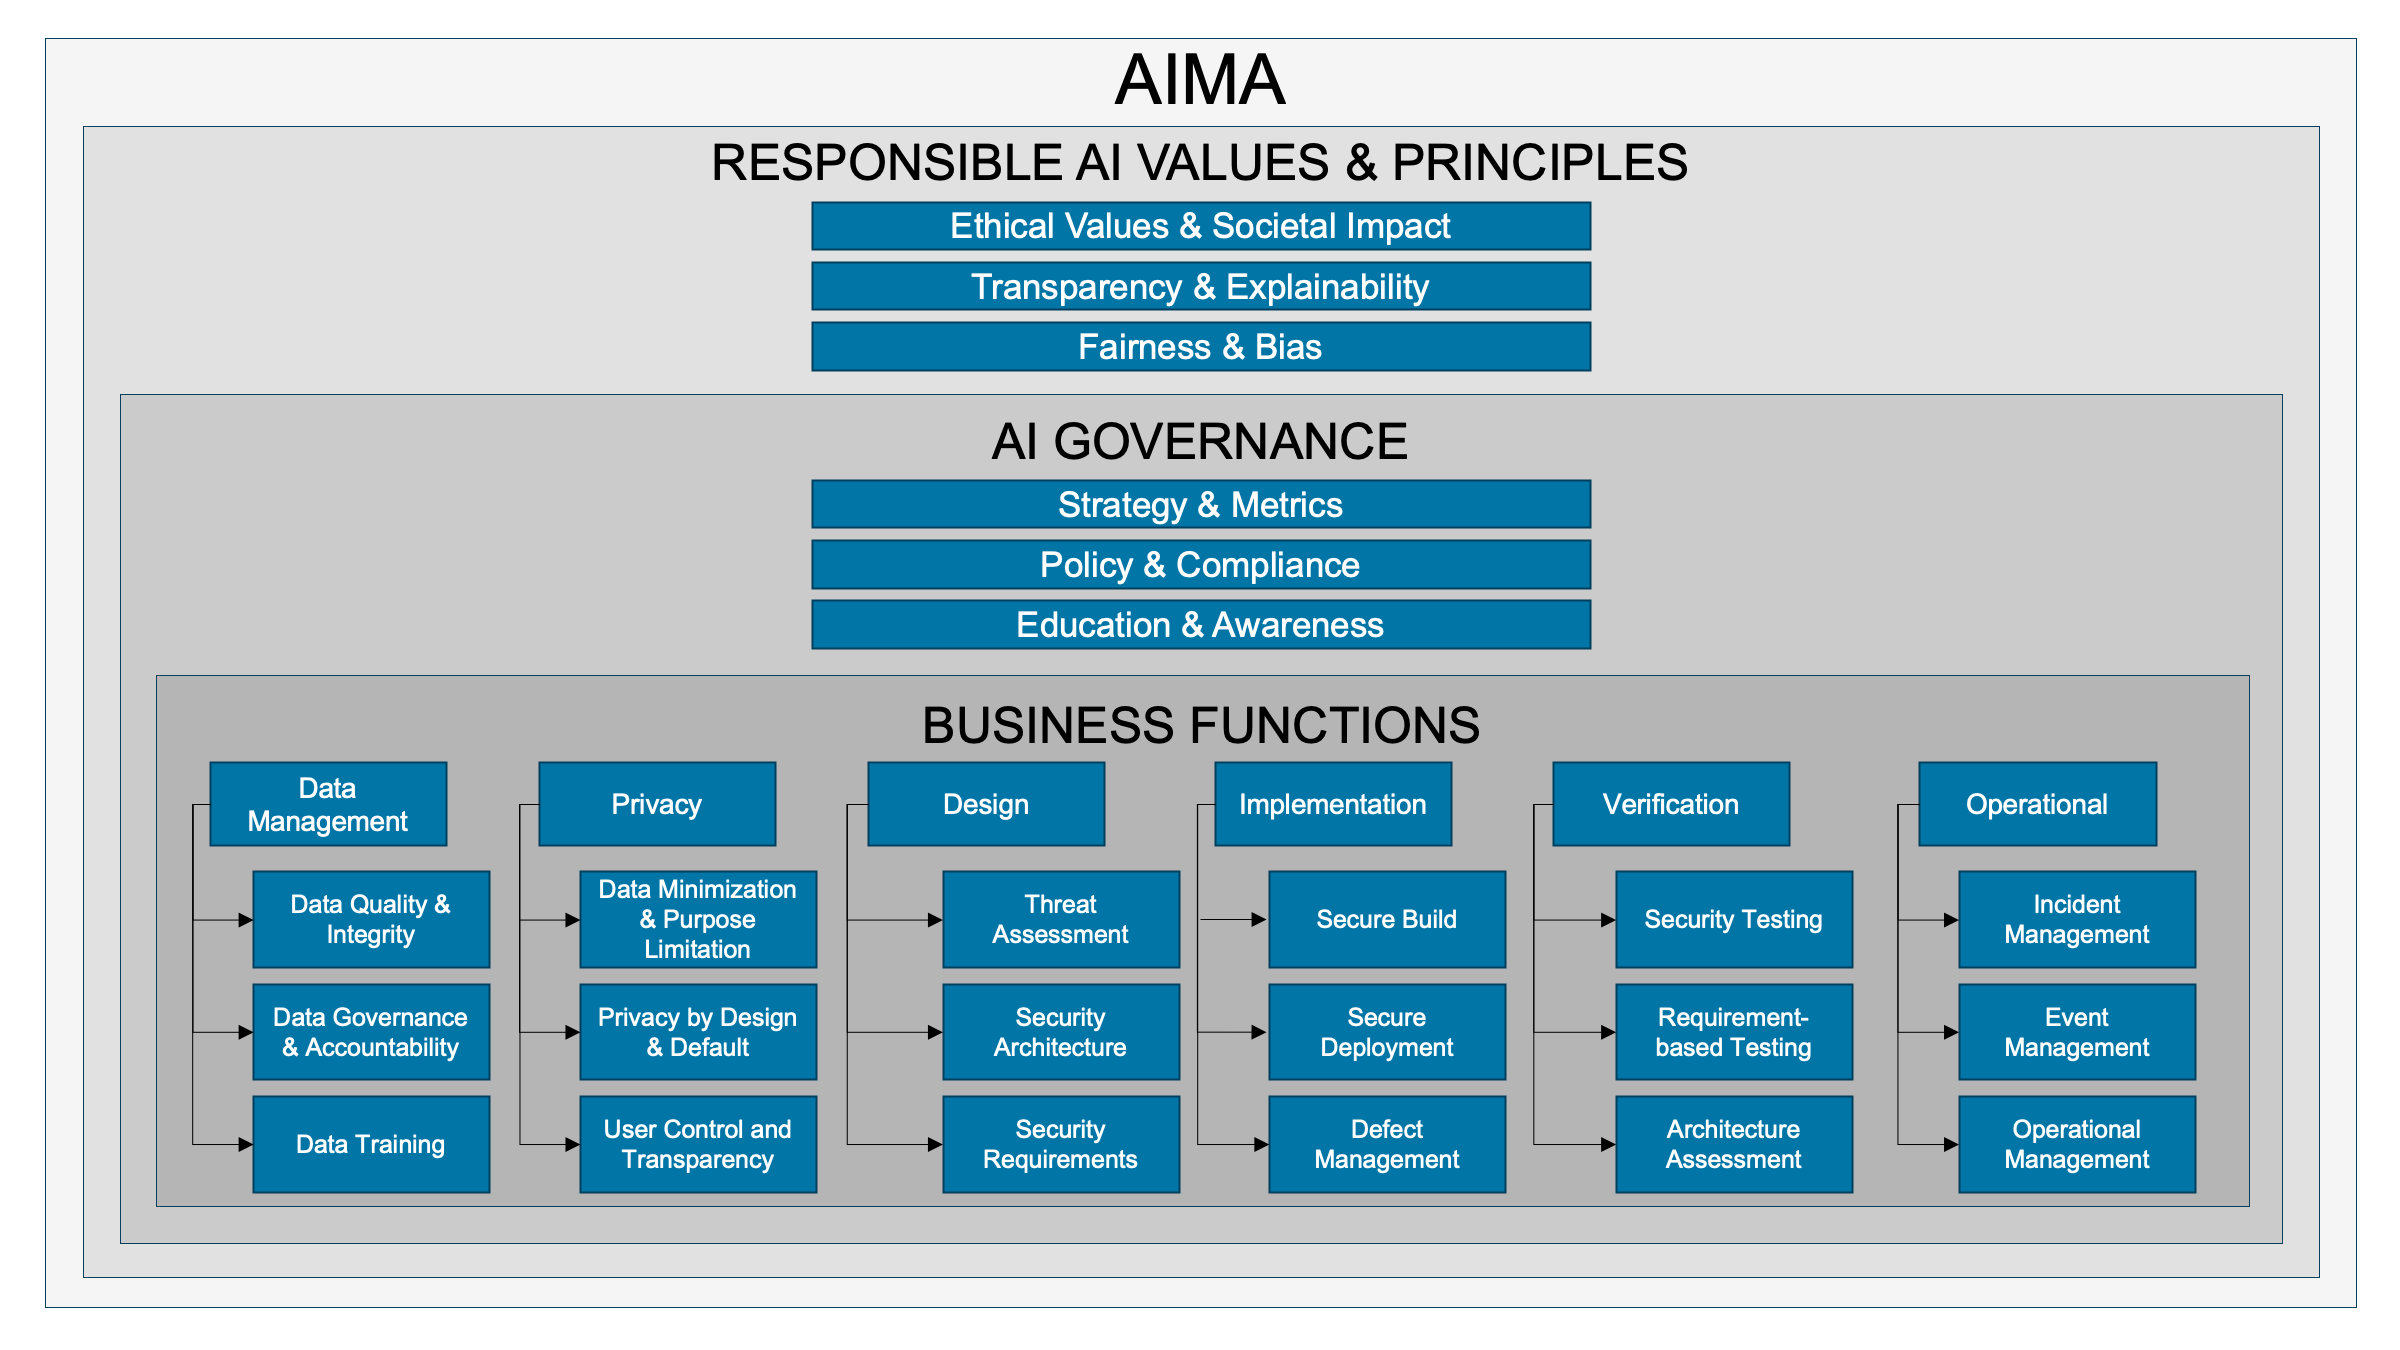 AIMA
RESPONSIBLE AI VALUES & PRINCIPLES
Ethical Values & Societal Impact
Transparency & Explainability
Fairness & Bias
AI GOVERNANCE
Strategy & Metrics
Policy & Compliance
Education & Awareness
BUSINESS FUNCTIONS
Data
Management
Data Quality &
Integrity
Data Governance
& Accountability
Data Training
Privacy
Data Minimization
& Purpose
Limitation
Privacy by Design
& Default
User Control and
Transparency
Design
Threat
Assessment
Security
Architecture
Security
Requirements
Implementation
Secure Build
Secure
Deployment
Defect
Management
Verification
Security Testing
Requirement-
based Testing
Architecture
Assessment
Operational
Incident
Management
Event
Management
Operational
Management